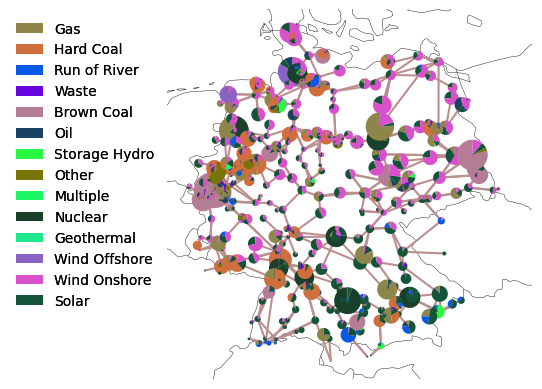 Gas
Hard Coal
Run of River
Waste
Brown Coal
Oil
Storage Hydro
Other
Multiple
Nuclear
Geothermal
Wind Offshore
Wind Onshore
Solar